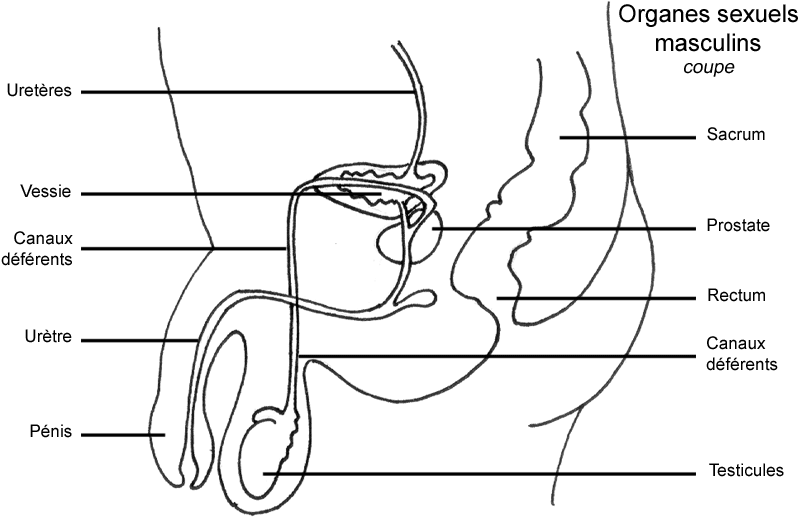 Organes sexuels
masculins
coupe
Uretères
Vessie
Canaux
déférents
Urètre
Pénis
Sacrum
Prostate
Rectum
Canaux
déférents
Testicules